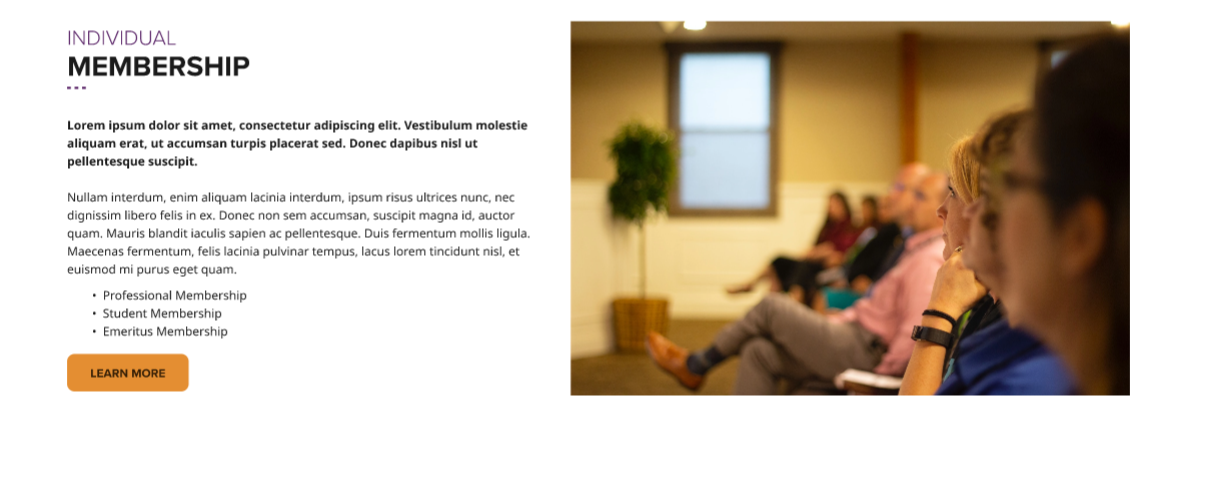 INDIVIDUAL
MEMBERSHIP
Lorem ipsum dolor sit amet, consectetur adipiscing elit. Vestibulum molestie
aliquam erat, ut accumsan turpis placerat sed. Donec dapibus nisl ut
pellentesque suscipit.
Nullam interdum, enim aliquam lacinia interdum, ipsum risus ultrices nunc, nec
dignissim libero felis in ex. Donec non sem accumsan, suscipit magna id, auctor
quam. Mauris blandit iaculis sapien ac pellentesque. Duis fermentum mollis ligula.
Maecenas fermentum, felis lacinia pulvinar tempus, lacus lorem tincidunt nisl, et
euismod mi purus eget quam.
• Professional Membership
• Student Membership
• Emeritus Membership
LEARN MORE